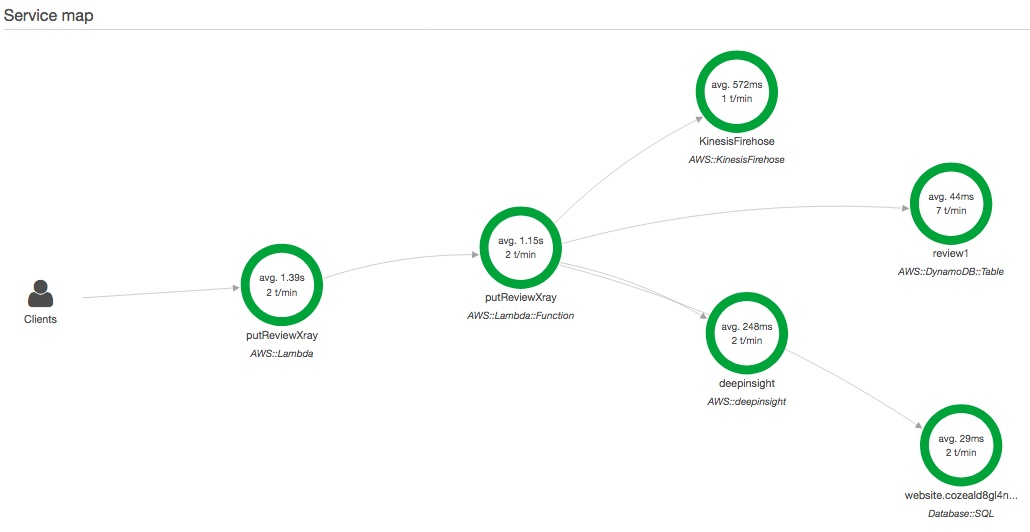 Service map
avg. 572ms
1 t/min
KinesisFirehose
AWS::KinesisFirehose
avg. 44ms
7 t/min
review1
AWS::DynamoDB::Table
avg. 1.15s
2 t/min
putReviewXray
AWS::Lambda::Function
avg. 1.39s
2 t/min
putReviewXray
AWS::Lambda
Clients
avg. 248ms
2 t/min
deepinsight
AWS::deepinsight
avg. 29ms
2 t/min
website.cozeald8gl4n...
Database::SQL